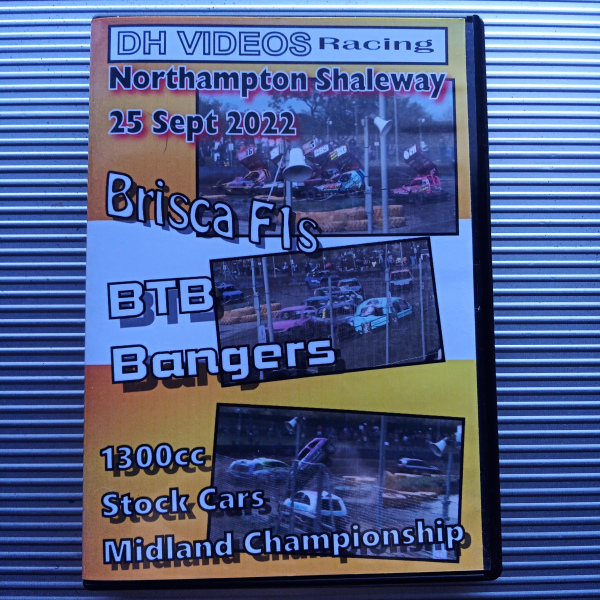 DH VIDEOS Racing
Northampton Shaleway
25 Sept 2022
Brisca F1s
BTB
Bangers
1300cc
Stock Cars
Midland Championship